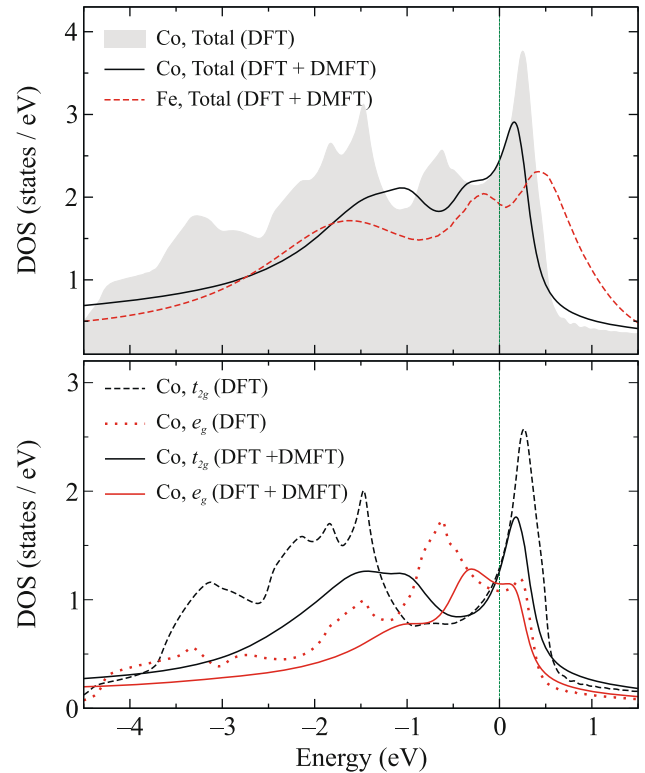 4
3
2
1
DOS (states / eV)
Co, Total (DFT)
Co, Total (DFT + DMFT)
Fe, Total (DFT + DMFT)
3
2
1
0
DOS (states / eV)
Co, t2g (DFT)
Co, eg (DFT)
Co, t2g (DFT +DMFT)
Co, eg (DFT + DMFT)
−4 −3 −2 −1 0 1
Energy (eV)